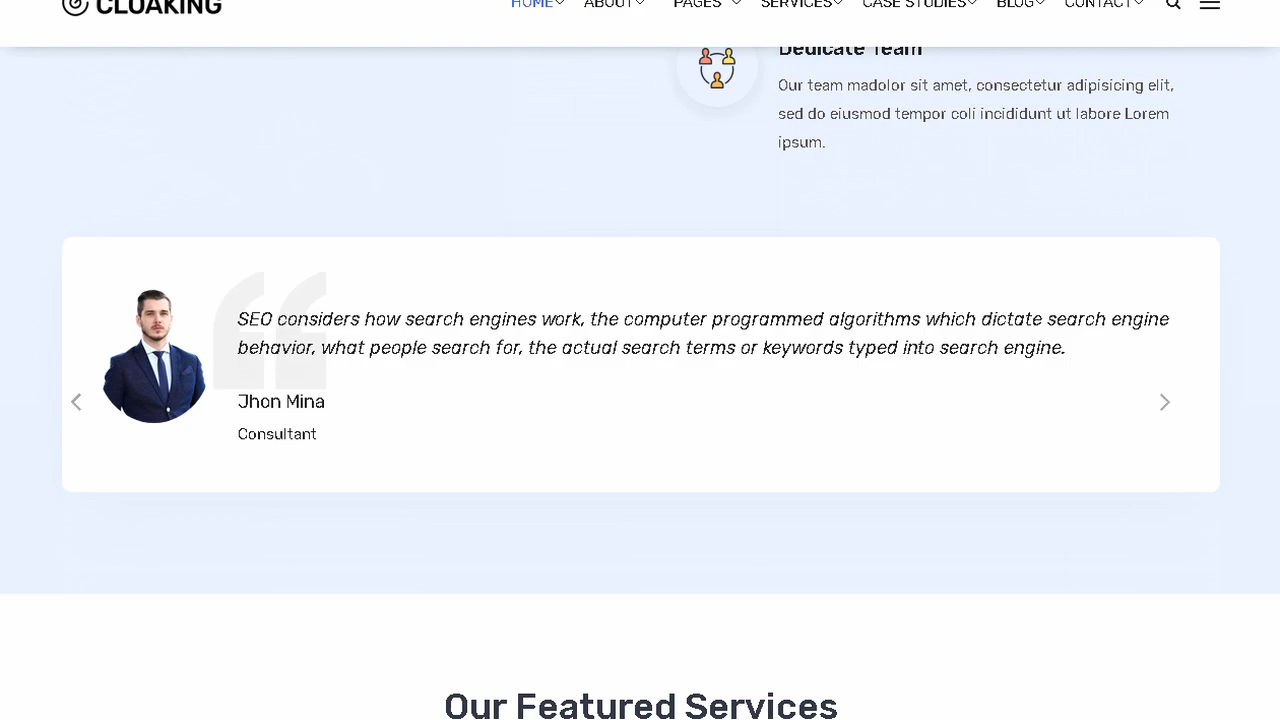 CLOAKING
HOME ABOUT PAGES SERVICES CASE STUDIES BLOG CONTACT
Dedicate Team
Our team madolor sit amet, consectetur adipisicing elit,
sed do eiusmod tempor coli incididunt ut labore Lorem
ipsum.
SEO considers how search engines work, the computer programmed algorithms which dictate search engine
behavior, what people search for, the actual search terms or keywords typed into search engine.
Jhon Mina
Consultant
Our Featured Services